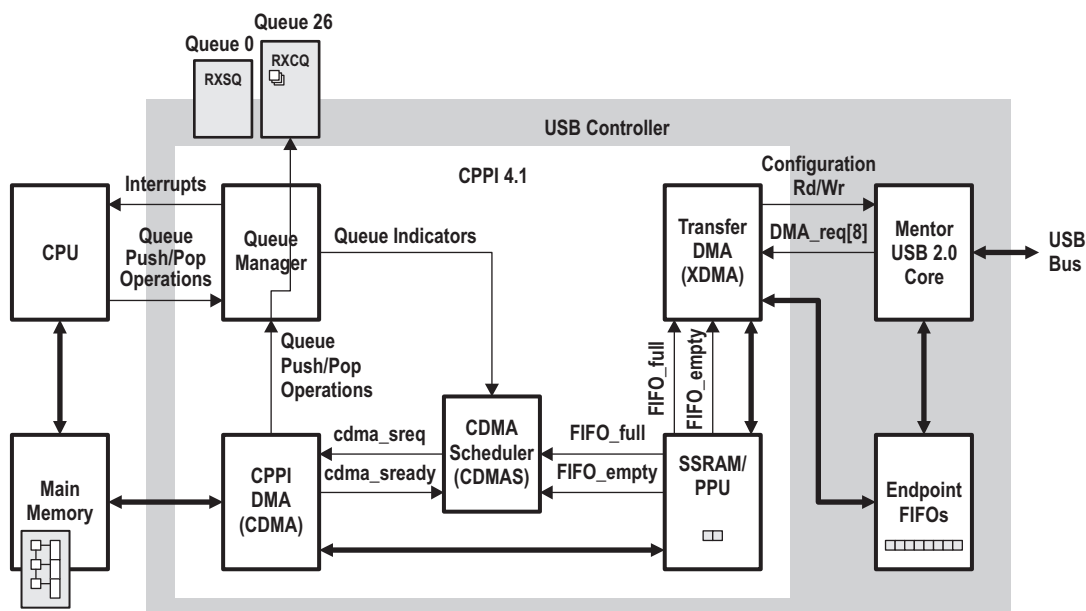 Queue 26
Queue 0
RXSQ
RXCQ
USB Controller
CPPI 4.1
Interrupts
Queue
Push/Pop
Operations
CPU
Queue
Manager
Queue Indicators
Transfer
DMA
(XDMA)
Configuration
Rd/Wr
DMA_req[8]
Mentor
USB 2.0
Core
USB
Bus
Queue
Push/Pop
Operations
FIFO_full
FIFO_empty
Main
Memory
CPPI
DMA
(CDMA)
cdma_sreq
cdma_sready
CDMA
Scheduler
(CDMAS)
FIFO_full
FIFO_empty
SSRAM/
PPU
Endpoint
FIFOs